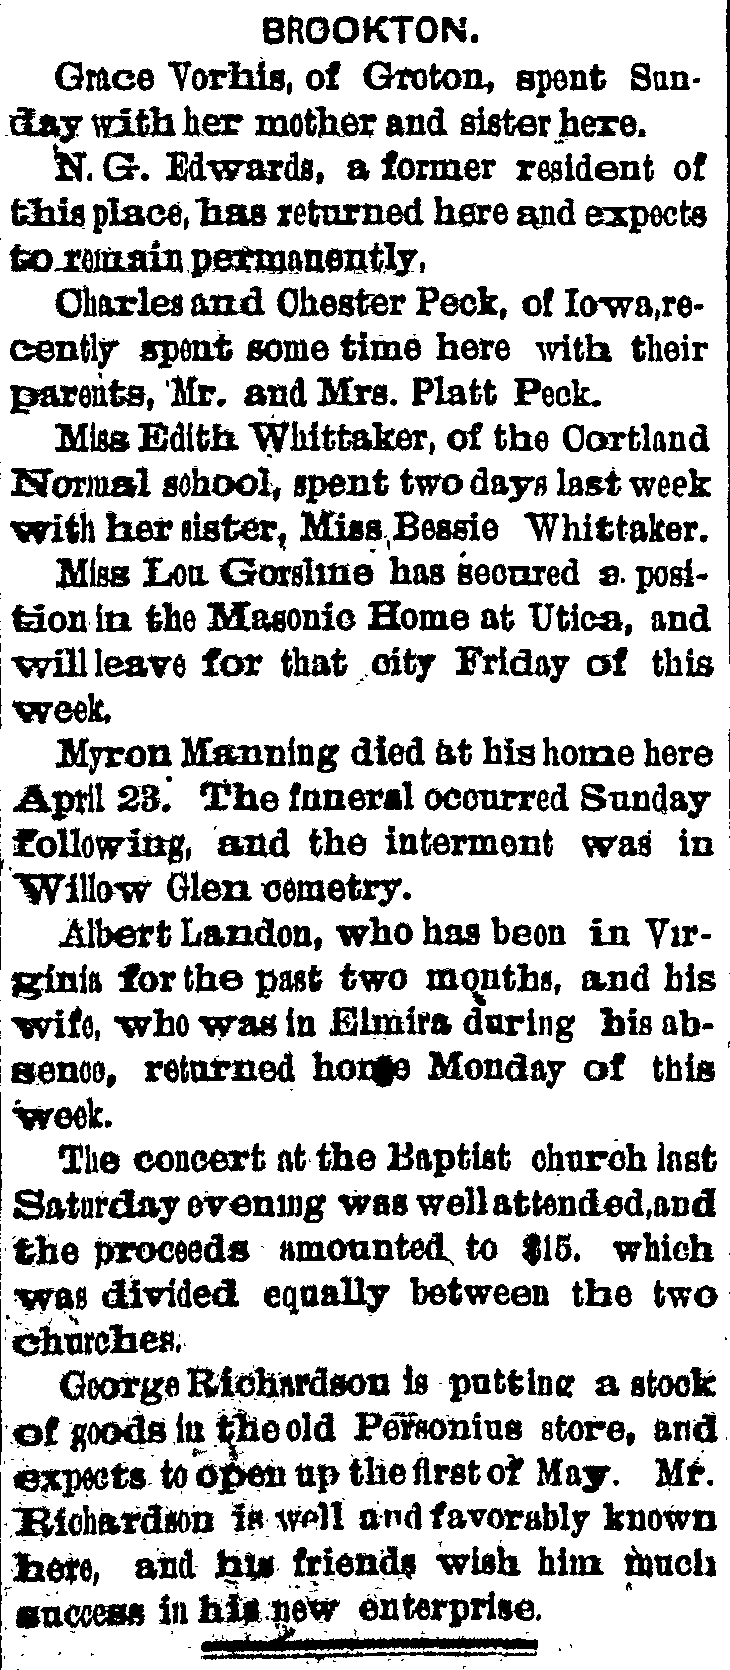 BROOKTON.
Grace Vorhis, of Groton, spent Sun-
day with her mother and sister here.
N. G. Edwards, a former resident of
this place, has returned here and expects
to remain permanently,
Charles and Chester Peck, of Iowa,re-
cently spent some time here with their
parents, Mr. and Mrs. Platt Peck.
Miss Edith Whittaker, of the Cortland
Normal school, spent two days last week
with her sister, Miss Bessie Whittaker.
Miss Lou Gorsline has secured a posi-
tion in the Masonic Home at Utica, and
will leave for that city Friday of this
week.
Myron Manning died at his home here
April 23. The funeral occurred Sunday
following, and the interment was in
Willow Glen cemetry.
Albert Landon, who has been in Vir-
ginia for the past two months, and his
wife, who was in Elmira during his ab-
sence, returned home Monday of this
week.
The concert at the Baptist church last
Saturday evening was well attended,and
the proceeds amounted to $15. which
was divided equally between the two
churches.
George Richardson is putting a stock
of goods in the old Personius store, and
expects to open up the first of May. Mr.
Richardson is well and favorably known
here, and his friends wish him much
success in his new enterprise.